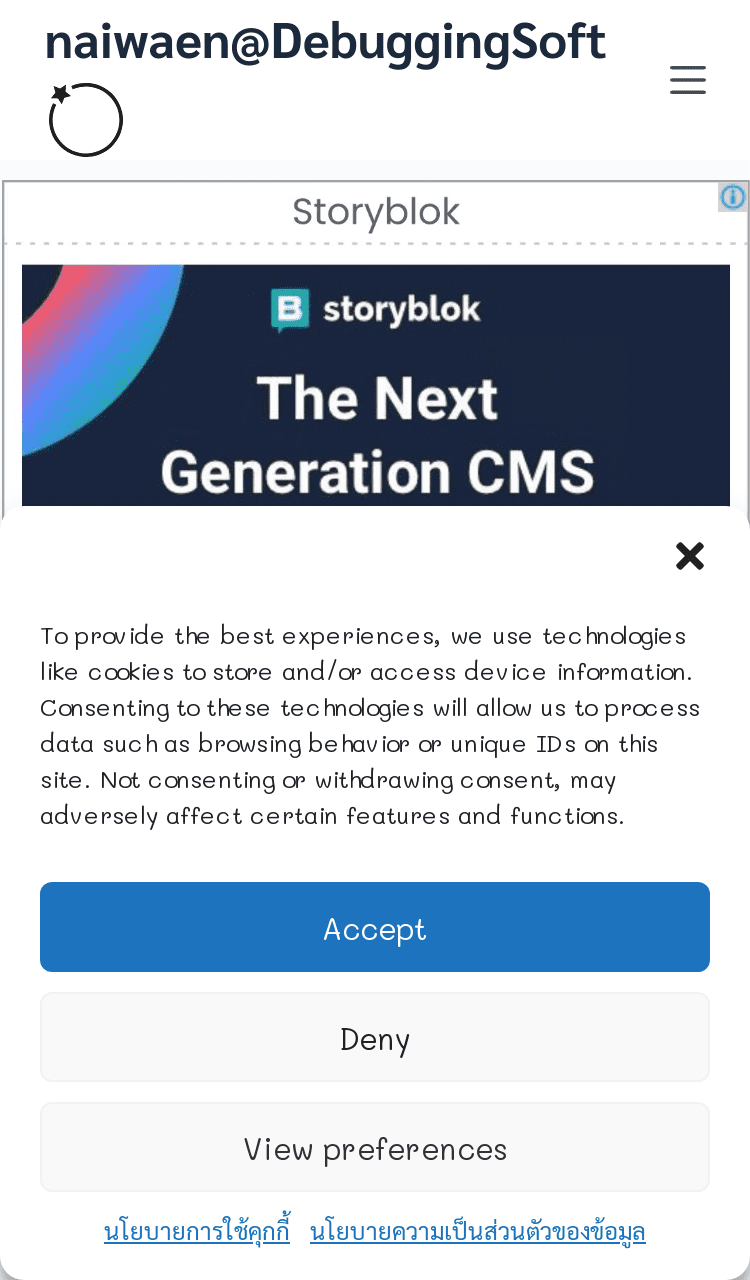 naiwaen@DebuggingSoft
Storyblok
storyblok
The Next
Generation CMS
To provide the best experiences, we use technologies
like cookies to store and/or access device information.
Consenting to these technologies will allow us to process
data such as browsing behavior or unique IDs on this
site. Not consenting or withdrawing consent, may
adversely affect certain features and functions.
Accept
Deny
View preferences
นโยบายการใช้คุกกี้ นโยบายความเป็นส่วนตัวของข้อมูล